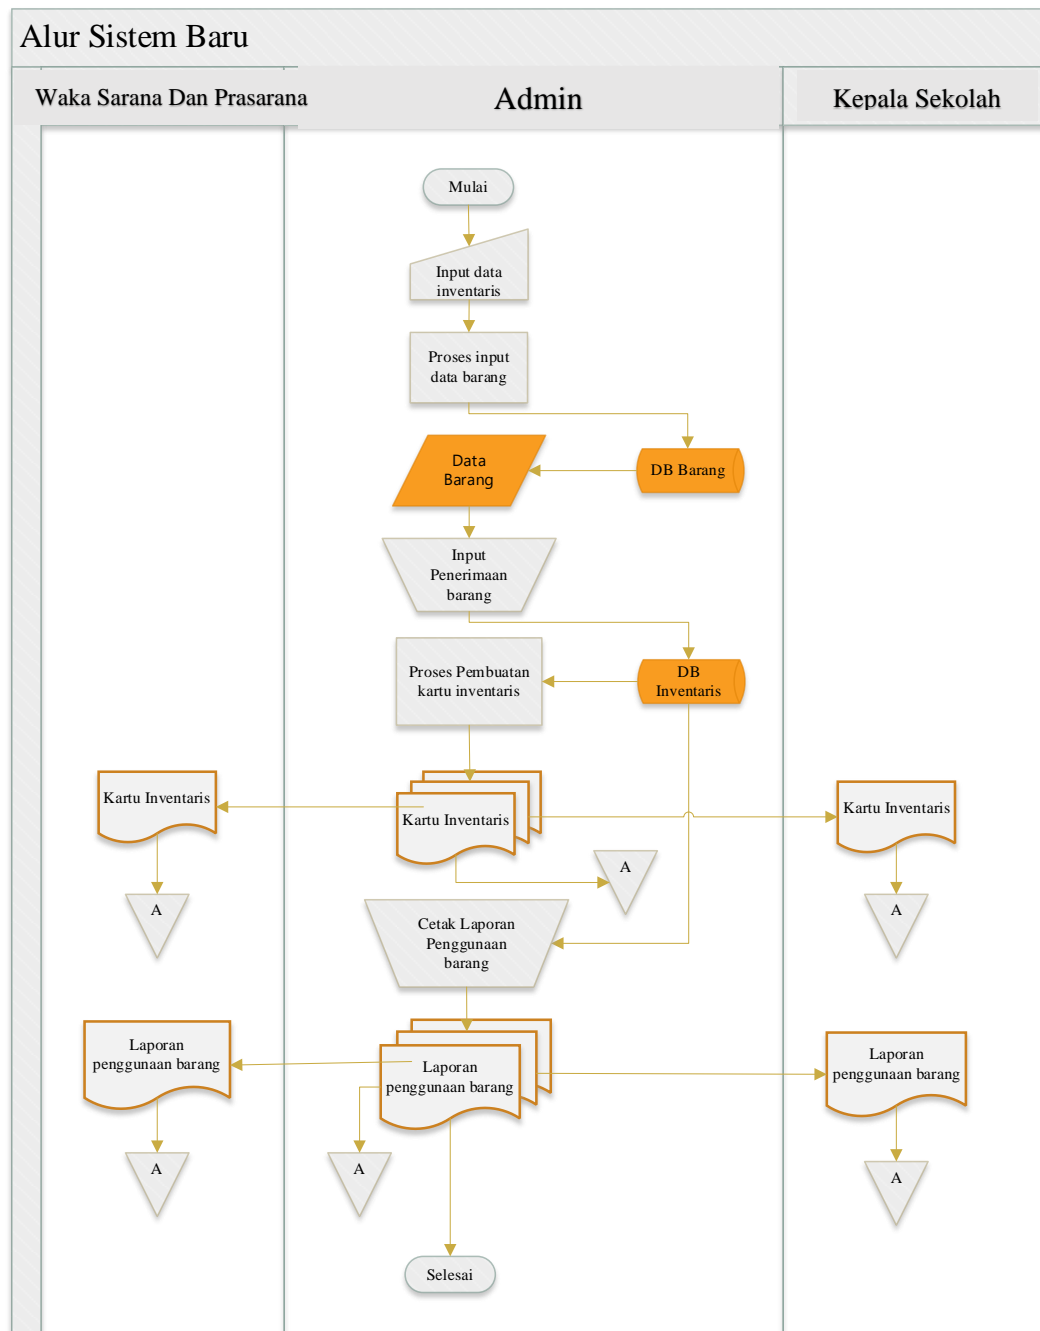 Alur Sistem Baru
Waka Sarana Dan Prasarana
Admin
Kepala Sekolah
Mulai
Input data
inventaris
Proses input
data barang
Data
Barang
DB Barang
Input
Penerimaan
barang
Proses Pembuatan
kartu inventaris
DB
Inventaris
Kartu Inventaris
Kartu Inventaris
Kartu Inventaris
A
A
A
Cetak Laporan
Penggunaan
barang
Laporan
penggunaan barang
Laporan
penggunaan barang
Laporan
penggunaan barang
A
A
A
Selesai